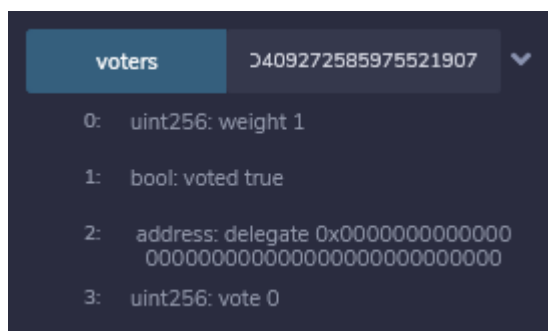 voters 409272585975521907
0: uint256: weight 1
1: bool: voted true
2: address: delegate 0x0000000000000
000000000000000000000000000
3: uint256: vote 0